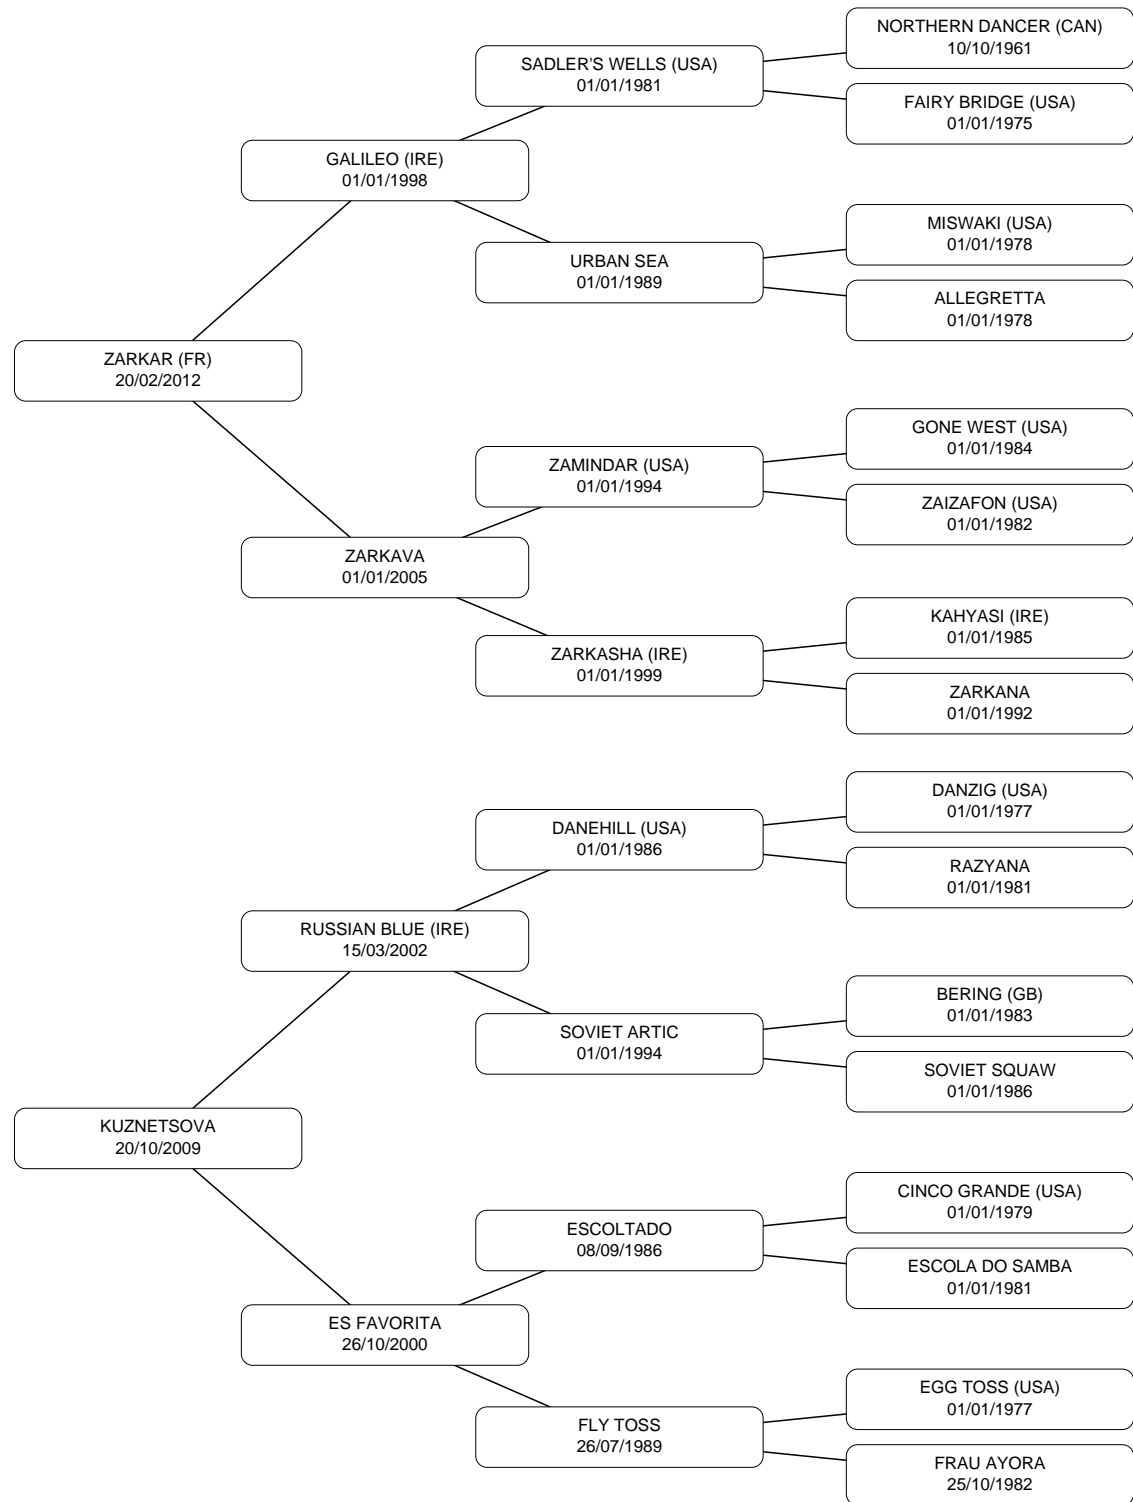 NORTHERN DANCER (CAN)
10/10/1961
SADLER'S WELLS (USA)
01/01/1981
FAIRY BRIDGE (USA)
01/01/1975
GALILEO (IRE)
01/01/1998
MISWAKI (USA)
01/01/1978
URBAN SEA
01/01/1989
ALLEGRETTA
01/01/1978
ZARKAR (FR)
20/02/2012
GONE WEST (USA)
01/01/1984
ZAMINDAR (USA)
01/01/1994
ZAIZAFON (USA)
01/01/1982
ZARKAVA
01/01/2005
KAHYASI (IRE)
01/01/1985
ZARKASHA (IRE)
01/01/1999
ZARKANA
01/01/1992
DANZIG (USA)
01/01/1977
DANEHILL (USA)
01/01/1986
RAZYANA
01/01/1981
RUSSIAN BLUE (IRE)
15/03/2002
BERING (GB)
01/01/1983
SOVIET ARTIC
01/01/1994
SOVIET SQUAW
01/01/1986
KUZNETSOVA
20/10/2009
CINCO GRANDE (USA)
01/01/1979
ESCOLTADO
08/09/1986
ESCOLA DO SAMBA
01/01/1981
ES FAVORITA
26/10/2000
EGG TOSS (USA)
01/01/1977
FLY TOSS
26/07/1989
FRAU AYORA
25/10/1982